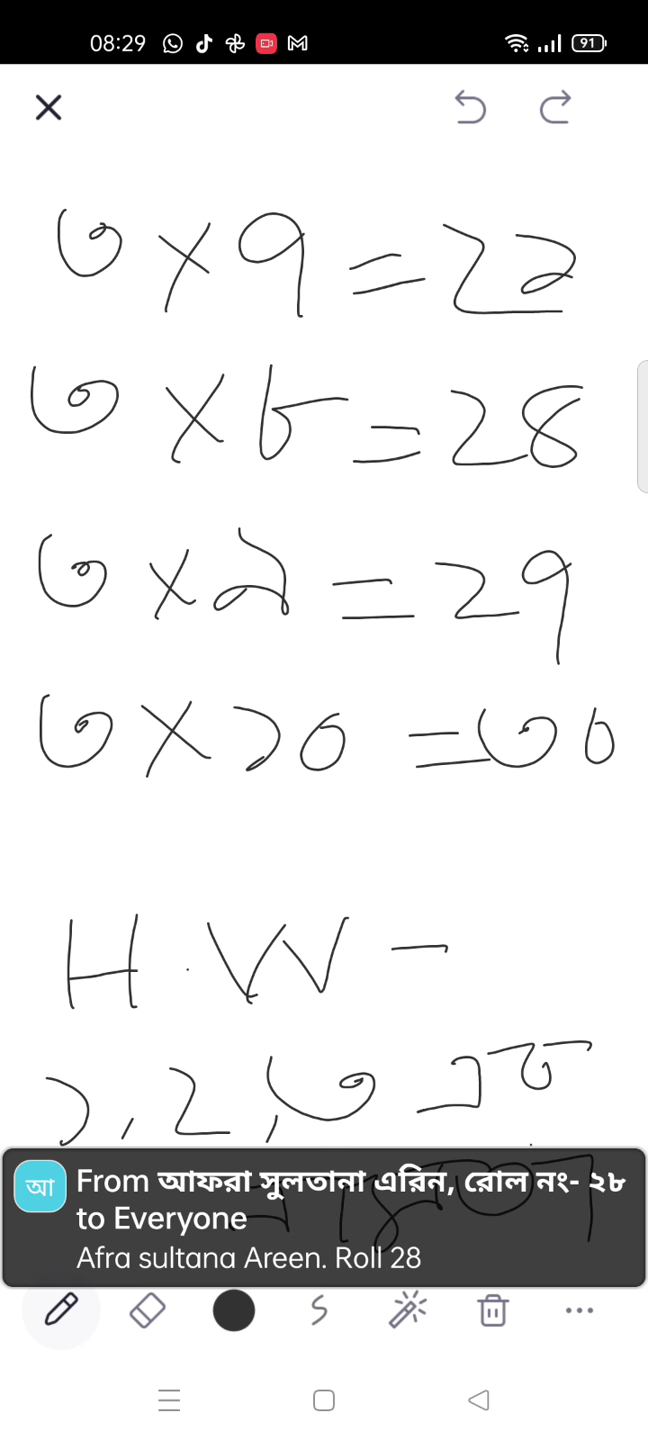 08:29
91
৩×৭=২১
৩×৮=২৪
৩×৯=২৭
৩×১০=৩০
H.W –
১,২,৩
আ
From আফরা সুলতানা এরিন, রোল নং- ২৮
to Everyone
Afra sultana Areen. Roll 28